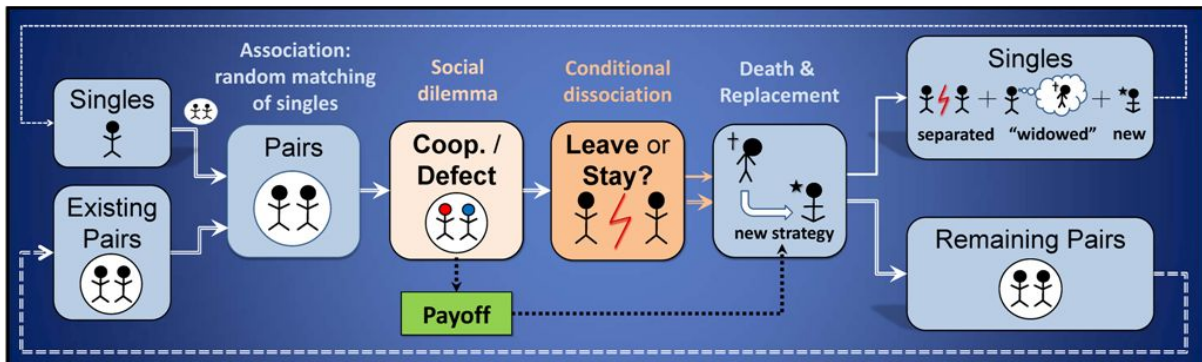 Singles
Existing
Pairs
Association:
random matching
of singles
Pairs
Social
dilemma
Coop. /
Defect
Payoff
Conditional
dissociation
Leave or
Stay?
Death &
Replacement
new strategy
Singles
separated "widowed" new
Remaining Pairs